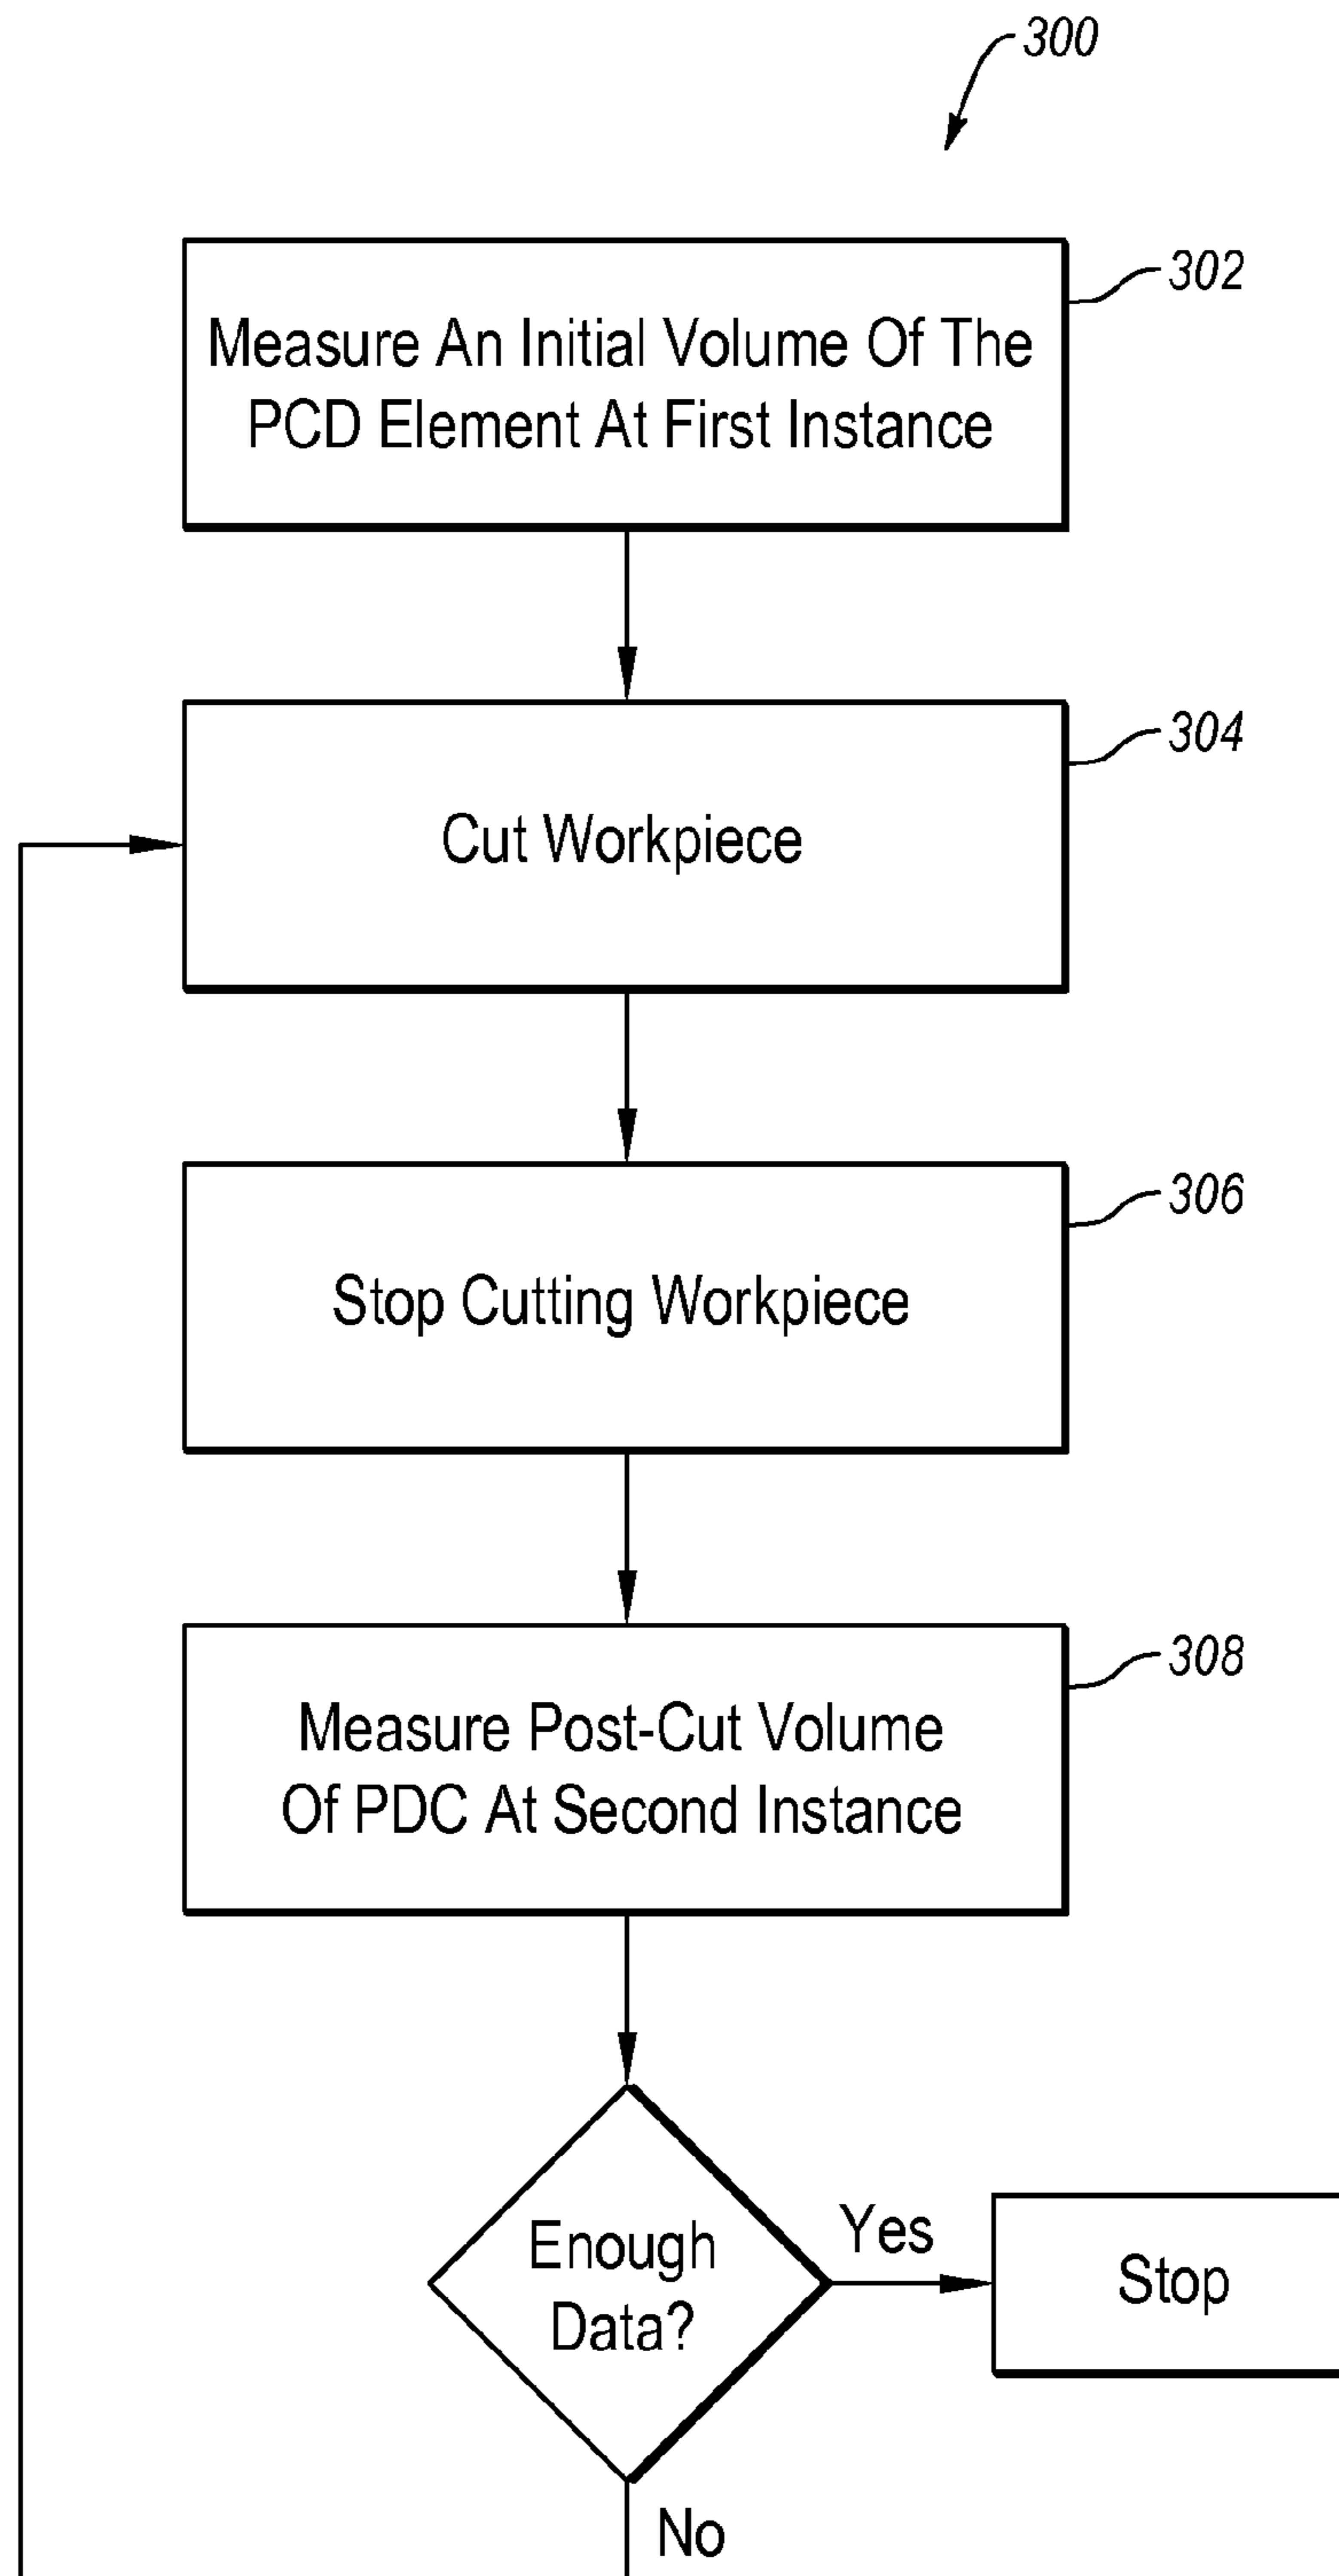 300
302
Measure An Initial Volume Of The
PCD Element At First Instance
304
Cut Workpiece
306
Stop Cutting Workpiece
308
Measure Post-Cut Volume
Of PDC At Second Instance
Enough
Data?
Yes
Stop
No